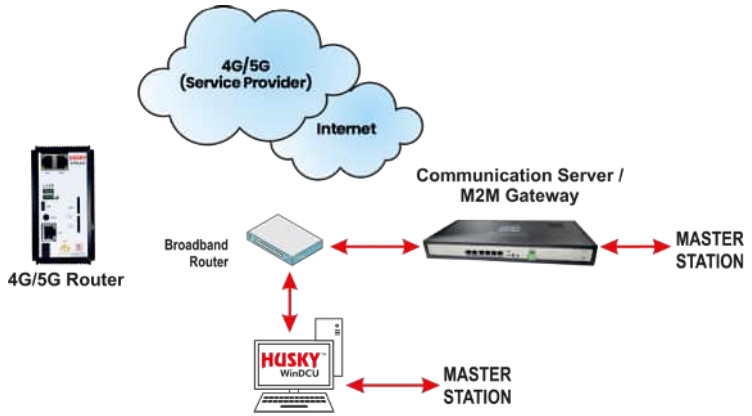 4G/5G
(Service Provider)
Internet
HUSKY
4G/5G Router
Communication Server /
M2M Gateway
Broadband
Router
MASTER
STATION
HUSKY™
WinDCU
MASTER
STATION